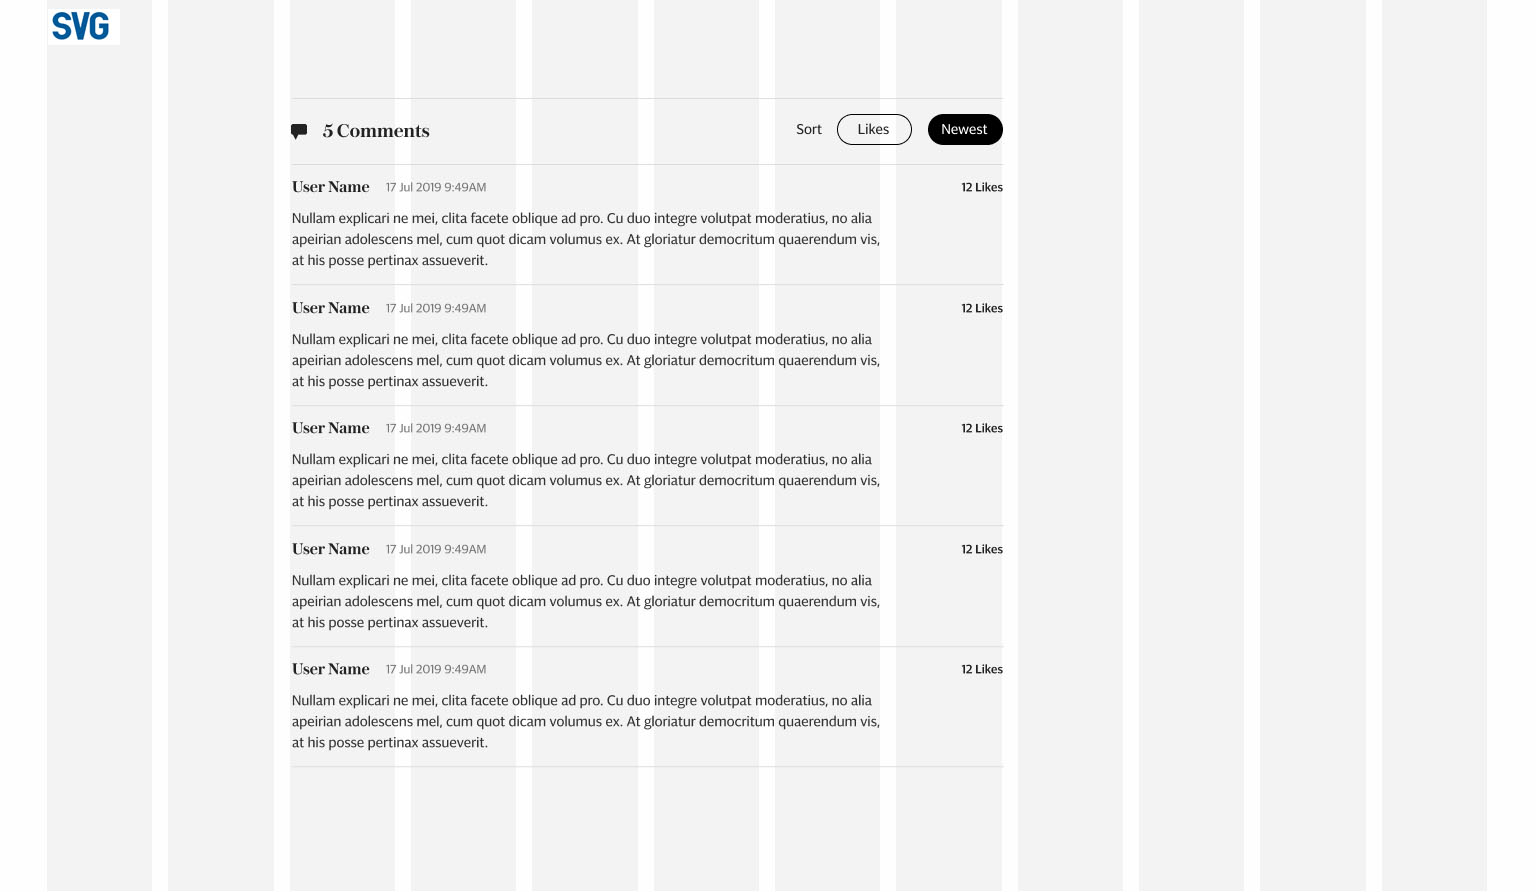 SVG
5 Comments
Sort Likes Newest
User Name 17 Jul 2019 9:49AM 12 Likes
Nullam explicari ne mei, clita facete oblique ad pro. Cu duo integre volutpat moderatius, no alia
apeirian adolescens mel, cum quot dicam volumus ex. At gloriatur democritum quaerendum vis,
at his posse pertinax assueverit.
User Name 17 Jul 2019 9:49AM 12 Likes
Nullam explicari ne mei, clita facete oblique ad pro. Cu duo integre volutpat moderatius, no alia
apeirian adolescens mel, cum quot dicam volumus ex. At gloriatur democritum quaerendum vis,
at his posse pertinax assueverit.
User Name 17 Jul 2019 9:49AM 12 Likes
Nullam explicari ne mei, clita facete oblique ad pro. Cu duo integre volutpat moderatius, no alia
apeirian adolescens mel, cum quot dicam volumus ex. At gloriatur democritum quaerendum vis,
at his posse pertinax assueverit.
User Name 17 Jul 2019 9:49AM 12 Likes
Nullam explicari ne mei, clita facete oblique ad pro. Cu duo integre volutpat moderatius, no alia
apeirian adolescens mel, cum quot dicam volumus ex. At gloriatur democritum quaerendum vis,
at his posse pertinax assueverit.
User Name 17 Jul 2019 9:49AM 12 Likes
Nullam explicari ne mei, clita facete oblique ad pro. Cu duo integre volutpat moderatius, no alia
apeirian adolescens mel, cum quot dicam volumus ex. At gloriatur democritum quaerendum vis,
at his posse pertinax assueverit.